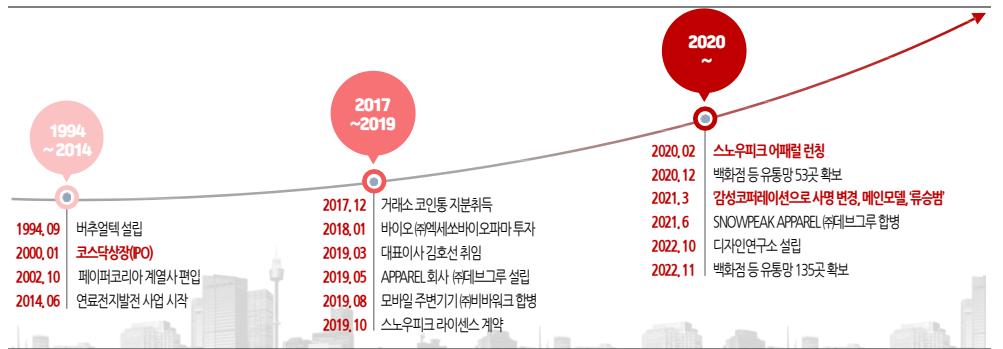 1994
~ 2014
1994. 09 버추얼텍 설립
2000. 01 코스닥상장(IPO)
2002. 10 페이퍼코리아 계열사 편입
2014. 06 연료전지발전 사업 시작
2017
~2019
2017. 12 거래소 코인통 지분취득
2018. 01 바이오 ㈜엑세쏘바이오파마 투자
2019. 03 대표이사 김호선 취임
2019. 05 APPAREL 회사 ㈜데브그루 설립
2019. 08 모바일 주변기기 ㈜비바워크 합병
2019. 10 스노우피크 라이센스 계약
2020
~
2020. 02 스노우피크 어패럴 런칭
2020. 12 백화점 등 유통망 53곳 확보
2021. 3 '감성코퍼레이션으로 사명 변경, 메인모델, '류승범'
2021. 6 SNOWPEAK APPAREL ㈜데브그루 합병
2022. 10 디자인연구소 설립
2022. 11 백화점 등 유통망 135곳 확보